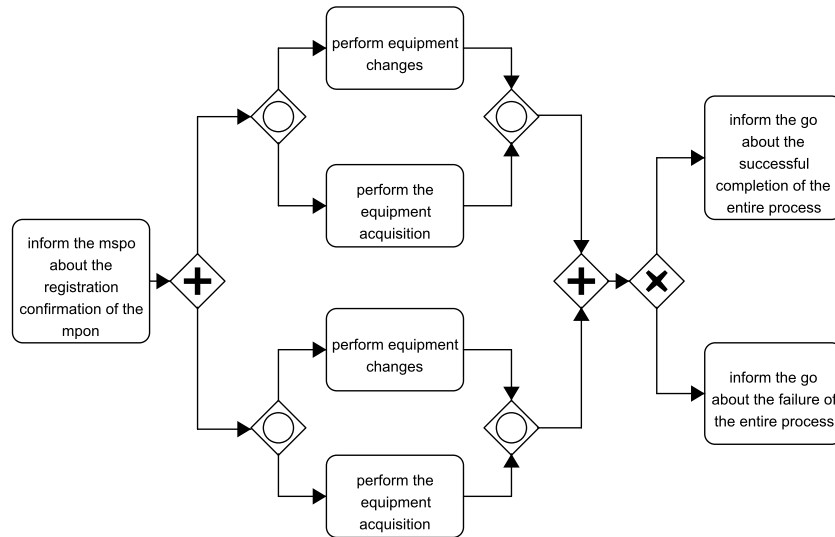 inform the mspo
about the
registration
confirmation of the
mpon
perform equipment
changes
perform the
equipment
acquisition
perform equipment
changes
perform the
equipment
acquisition
inform the go
about the
successful
completion of the
entire process
inform the go
about the failure of
the entire process